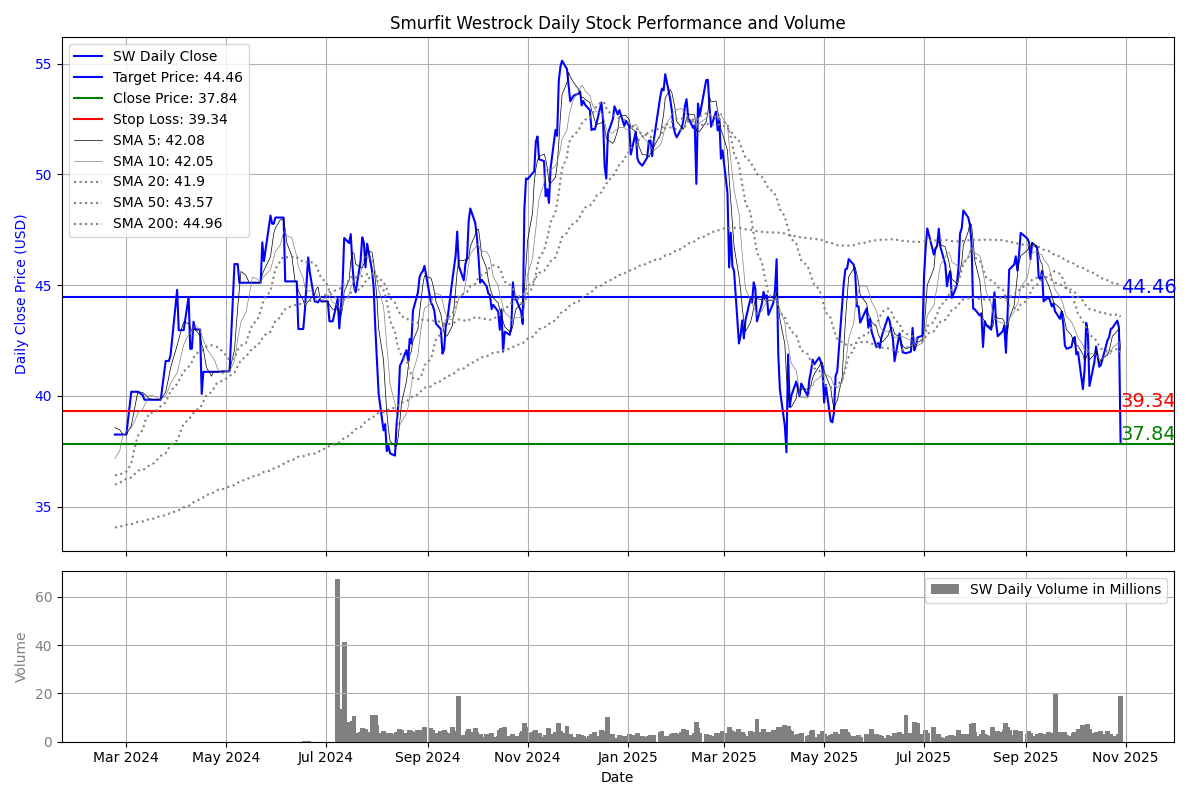 Smurfit Westrock Daily Stock Performance and Volume
SW Daily Close
Target Price: 44.46
Close Price: 37.84
Stop Loss: 39.34
SMA 5: 42.08
SMA 10: 42.05
SMA 20: 41.9
SMA 50: 43.57
SMA 200: 44.96
Daily Close Price (USD)
55
50
45
40
35
44.46
39.34
37.84
SW Daily Volume in Millions
Volume
60
40
20
0
Mar 2024 May 2024 Jul 2024 Sep 2024 Nov 2024 Jan 2025 Mar 2025 May 2025 Jul 2025 Sep 2025 Nov 2025
Date